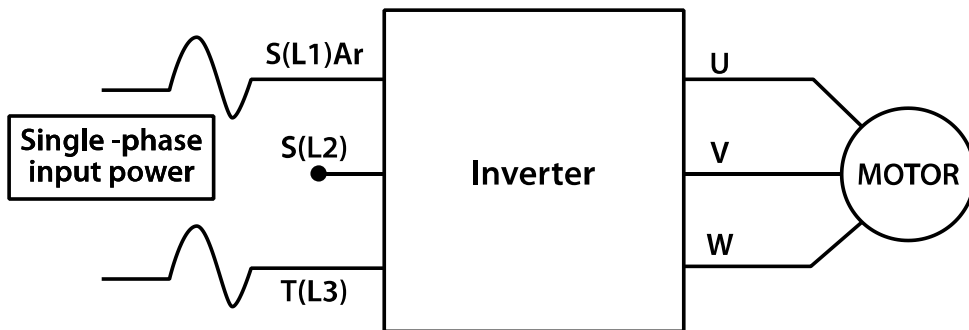 S(L1)Ar
Single -phase
input power
S(L2)
T(L3)
Inverter
U
V
W
MOTOR